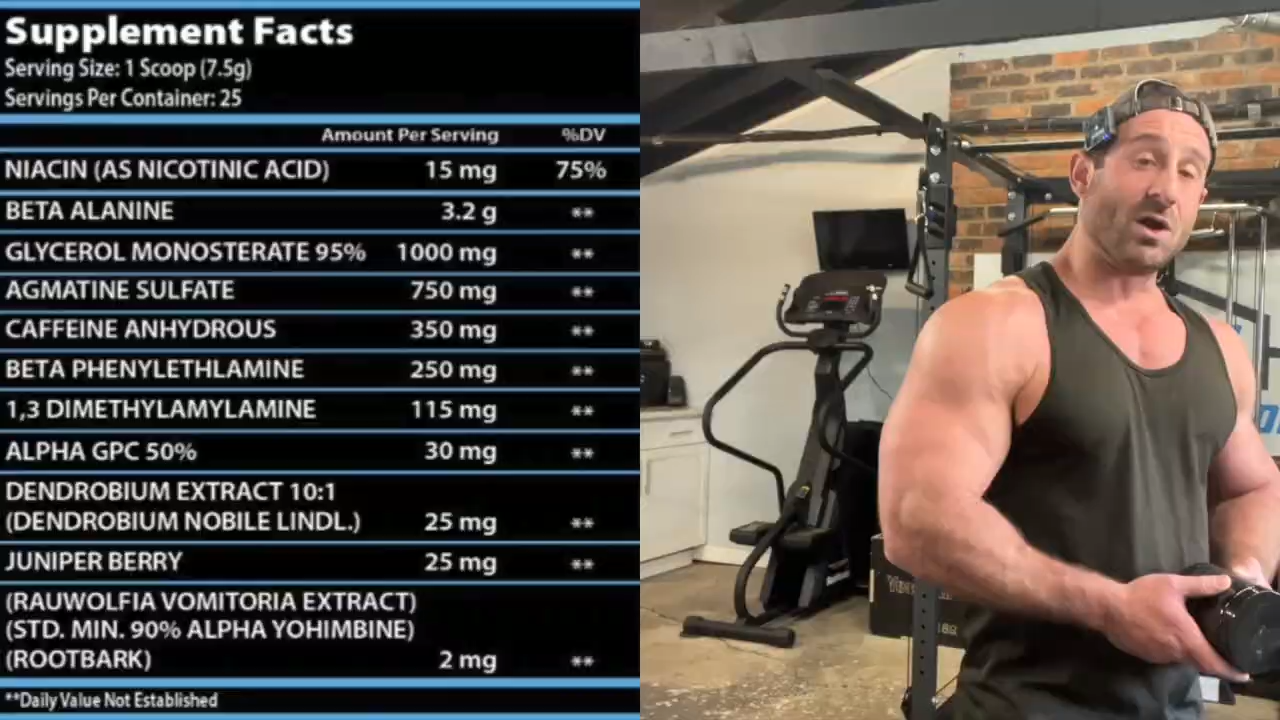 Supplement Facts
Serving Size: 1 Scoop (7.5g)
Servings Per Container: 25
Amount Per Serving %DV
NIACIN (AS NICOTINIC ACID) 15 mg 75%
BETA ALANINE 3.2 g **
GLYCEROL MONOSTERATE 95% 1000 mg **
AGMATINE SULFATE 750 mg **
CAFFEINE ANHYDROUS 350 mg **
BETA PHENYLETHLAMINE 250 mg **
1,3 DIMETHYLAMYLAMINE 115 mg **
ALPHA GPC 50% 30 mg **
DENDROBIUM EXTRACT 10:1
(DENDROBIUM NOBILE LINDL.) 25 mg **
JUNIPER BERRY 25 mg **
(RAUWOLFIA VOMITORIA EXTRACT)
(STD. MIN. 90% ALPHA YOHIMBINE)
(ROOTBARK) 2 mg **
**Daily Value Not Established